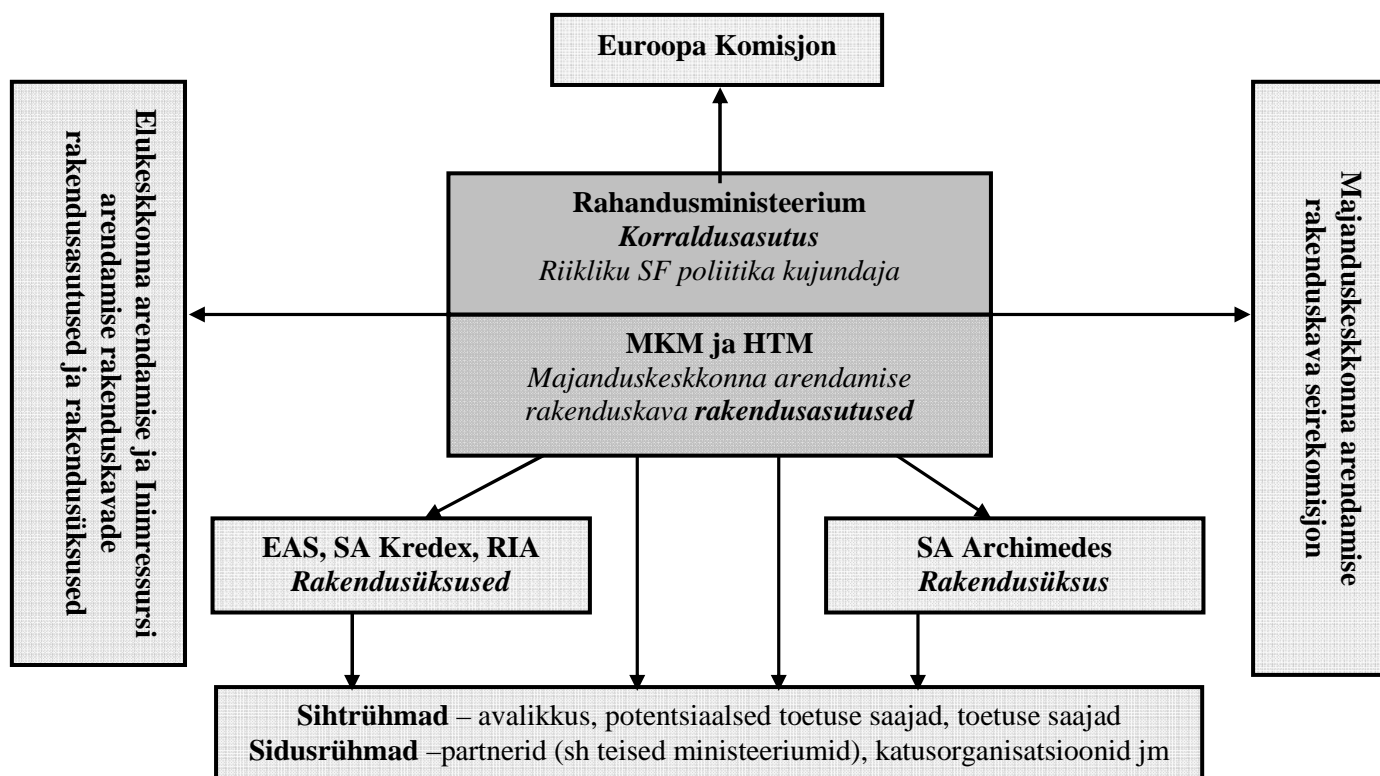 Euroopa Komisjon
Elukeskkonna arendamise ja Inimressursi
arendamise rakenduskavade
rakendusasutused ja rakendusüksused
Rahandusministeerium
Korraldusasutus
Riikliku SF poliitika kujundaja
MKM ja HTM
Majanduskeskkonna arendamise
rakenduskava rakendusasutused
Majanduskeskkonna arendamise
rakenduskava seirekomisjon
EAS, SA Kredex, RIA
Rakendusüksused
SA Archimedes
Rakendusüksus
Sihtrühmad – avalikkus, potentsiaalsed toetuse saajad, toetuse saajad
Sidusrühmad –partnerid (sh teised ministeeriumid), katusorganisatsioonid jm